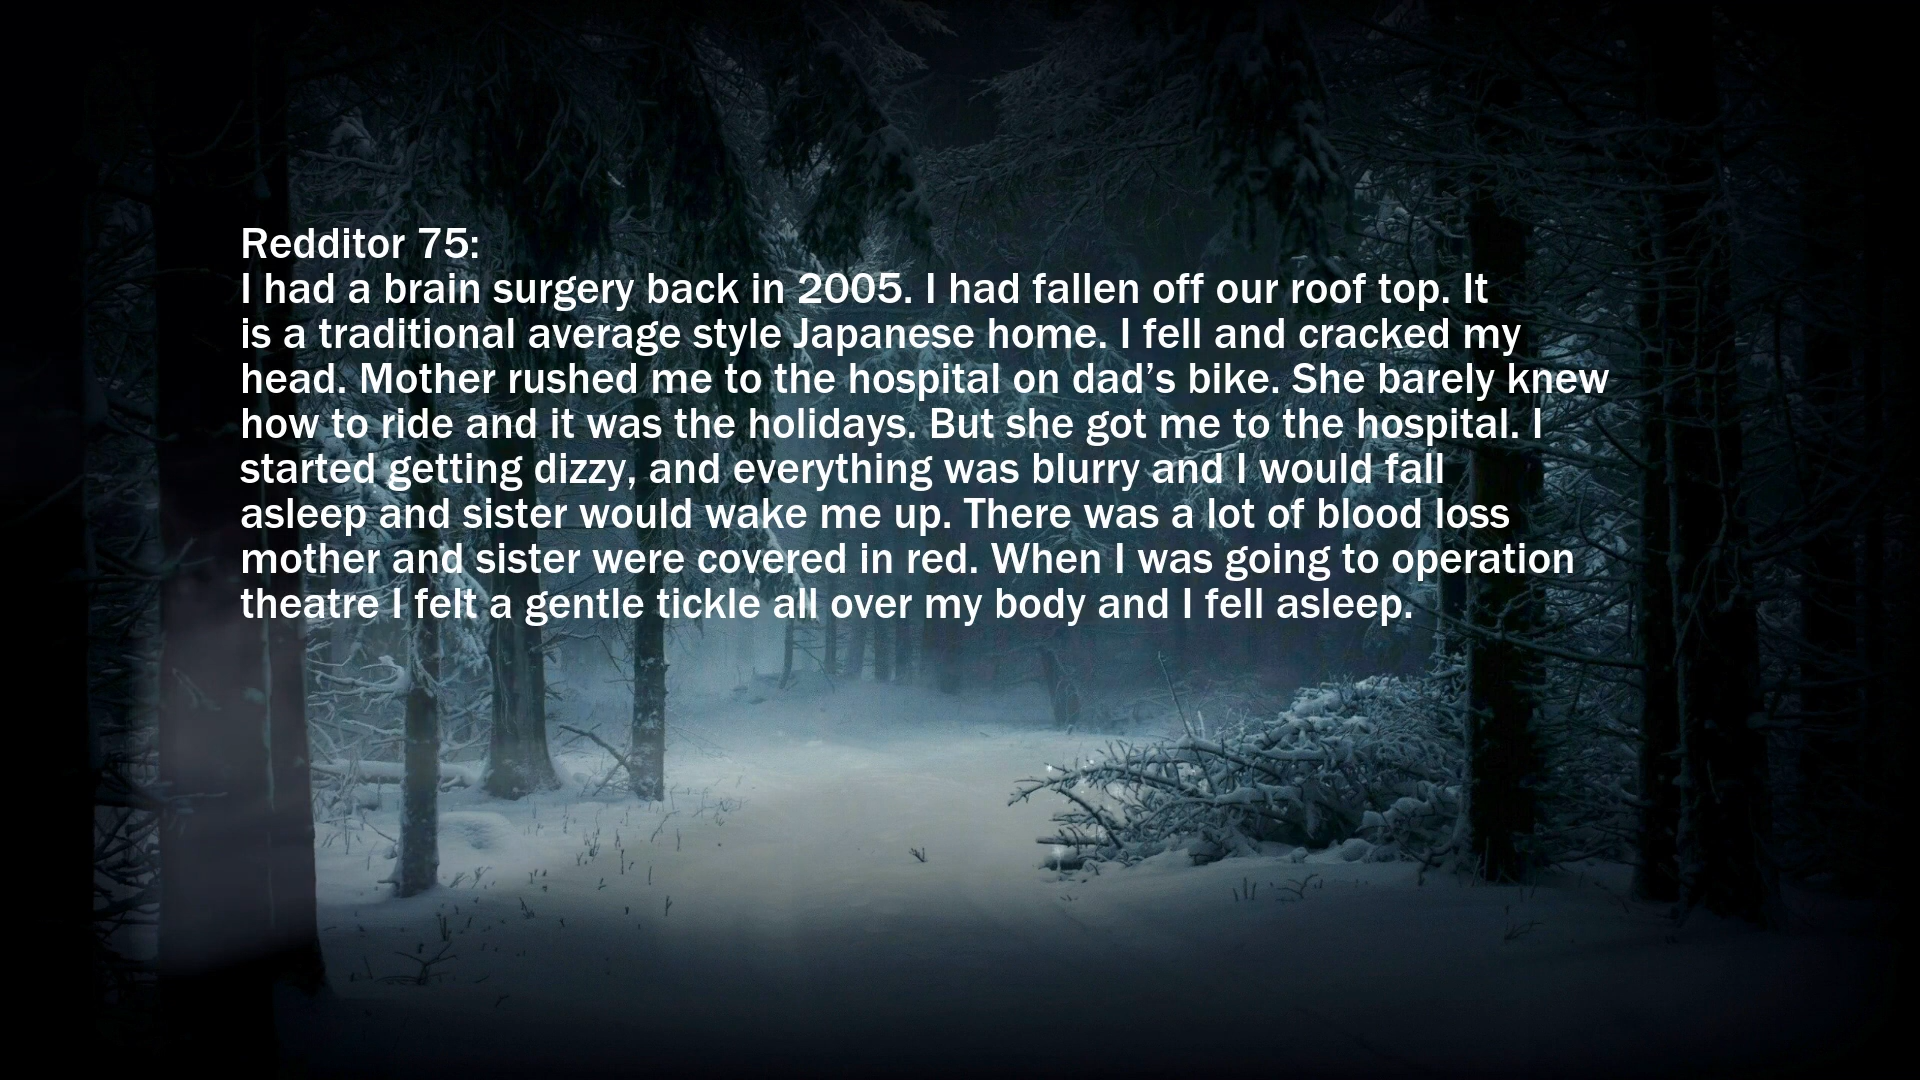 Redditor 75:
I had a brain surgery back in 2005. I had fallen off our roof top. It
is a traditional average style Japanese home. I fell and cracked my
head. Mother rushed me to the hospital on dad’s bike. She barely knew
how to ride and it was the holidays. But she got me to the hospital. I
started getting dizzy, and everything was blurry and I would fall
asleep and sister would wake me up. There was a lot of blood loss
mother and sister were covered in red. When I was going to operation
theatre I felt a gentle tickle all over my body and I fell asleep.